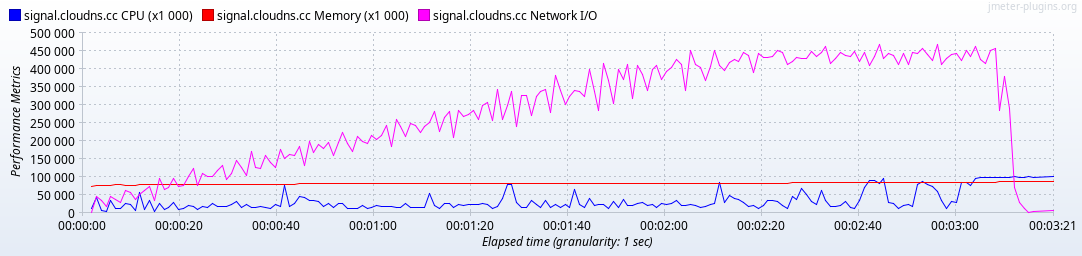 jmeter-plugins.org
signal.cloudns.cc CPU (x1 000) signal.cloudns.cc Memory (x1 000) signal.cloudns.cc Network I/O
500 000
450 000
400 000
350 000
300 000
250 000
200 000
150 000
100 000
50 000
0
Performance Metrics
00:00:00 00:00:20 00:00:40 00:01:00 00:01:20 00:01:40 00:02:00 00:02:20 00:02:40 00:03:00 00:03:21
Elapsed time (granularity: 1 sec)